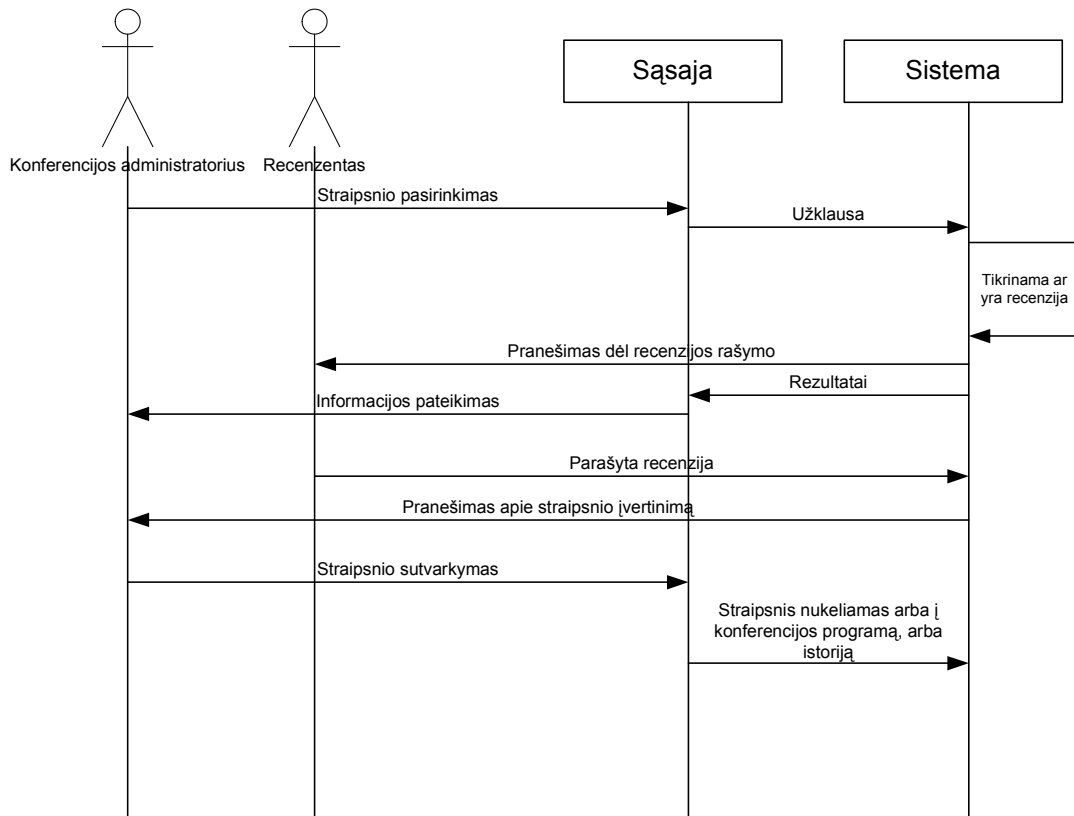 Sąsaja
Sistema
Konferencijos administratorius
Recenzentas
Straipsnio pasirinkimas
Užklausa
Tikrinama ar
yra recenzija
Pranešimas dėl recenzijos rašymo
Rezultatai
Informacijos pateikimas
Parašyta recenzija
Pranešimas apie straipsnio įvertinimą
Straipsnio sutvarkymas
Straipsnis nukeliamas arba į
konferencijos programą, arba
istoriją